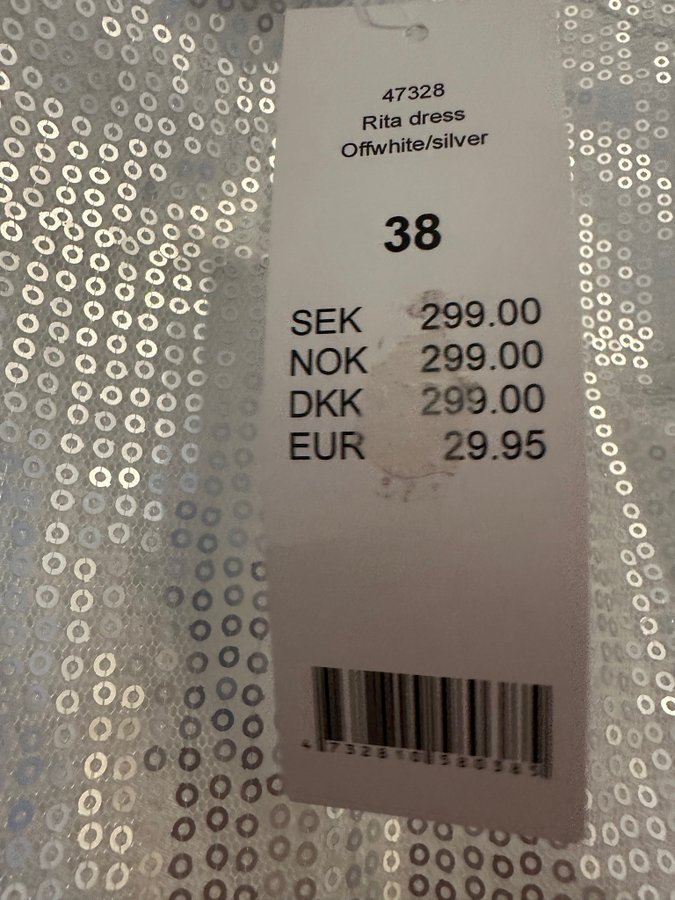 47328
Rita dress
Offwhite/silver
38
SEK 299.00
NOK 299.00
DKK 299.00
EUR 29.95